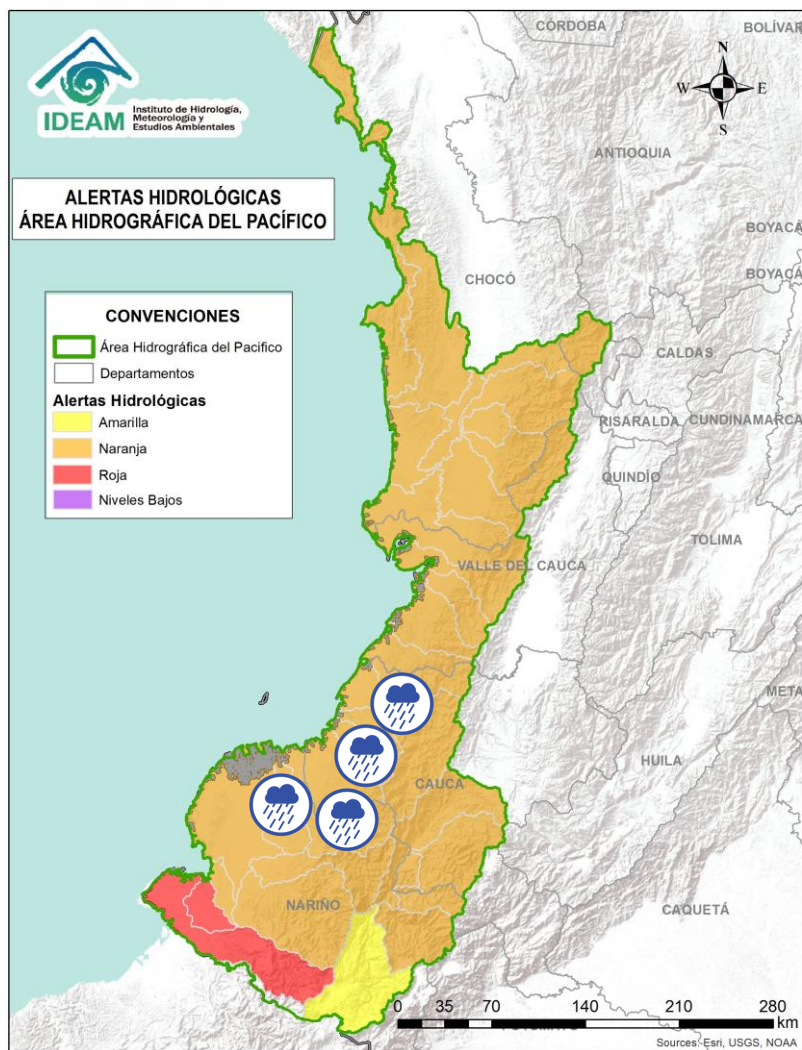 CÓRDOBA
BOLÍVAR
N
W
E
S
IDEAM
Instituto de Hidrología,
Meteorología y
Estudios Ambientales
ANTIOQUIA
ALERTAS HIDROLÓGICAS
ÁREA HIDROGRÁFICA DEL PACÍFICO
BOYACÁ
BOYACÁ
CHOCÓ
CONVENCIONES
Área Hidrográfica del Pacifico
Departamentos
Alertas Hidrológicas
Amarilla
Naranja
Roja
Niveles Bajos
CALDAS
RISARALDA
CUNDINAMARCA
QUINDÍO
TOLIMA
VALLE DEL CAUCA
META
HUILA
CAUCA
NARIÑO
CAQUETÁ
0 35 70 140 210 280
km
Sources: Esri, USGS, NOAA